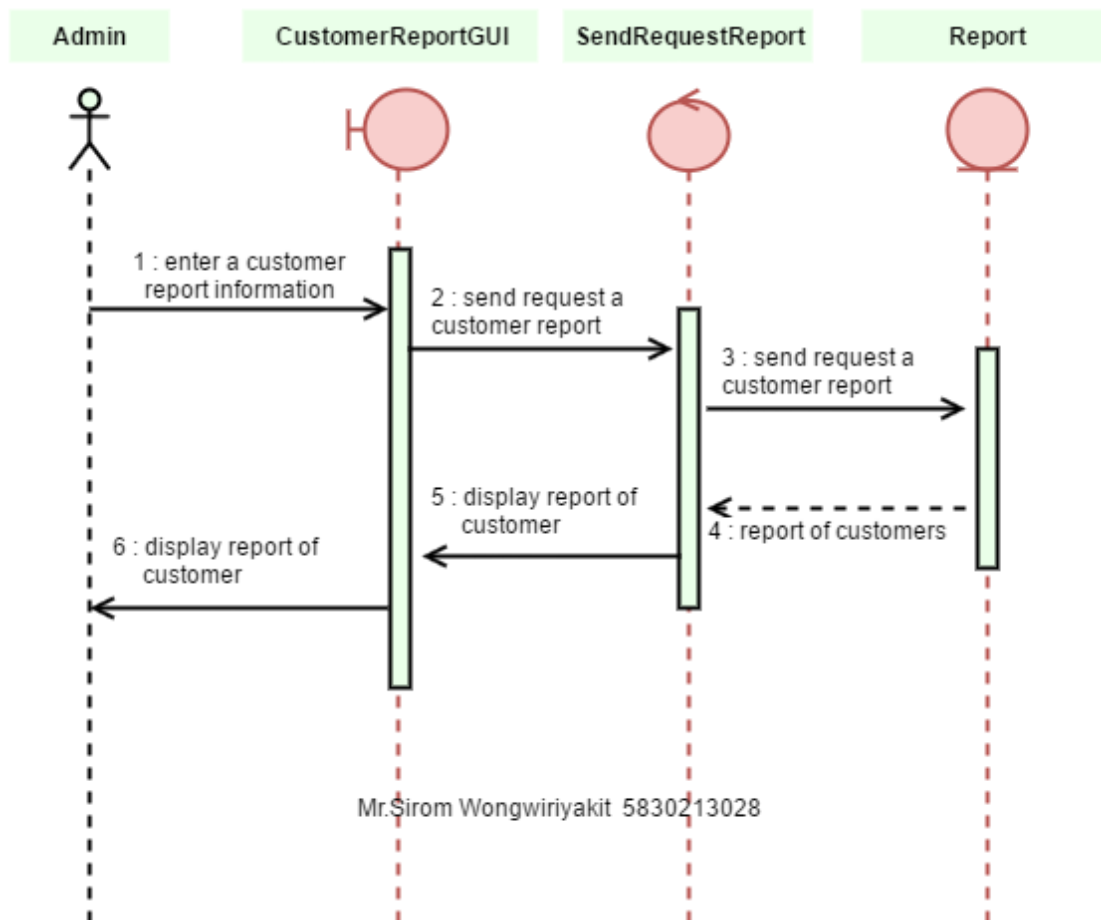 Admin
CustomerReportGUI
SendRequestReport
Report
1 : enter a customer
report information
2 : send request a
customer report
3 : send request a
customer report
4 : report of customers
5 : display report of
customer
6 : display report of
customer
Mr.Sirom Wongwiriyakit 5830213028